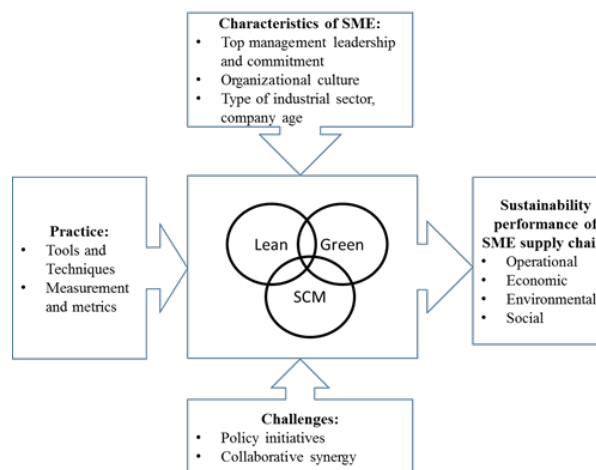 Characteristics of SME:
• Top management leadership
and commitment
• Organizational culture
• Type of industrial sector,
company age
Practice:
• Tools and
Techniques
• Measurement
and metrics
Lean
Green
SCM
Sustainability
performance of
SME supply chain
• Operational
• Economic
• Environmental
• Social
Challenges:
• Policy initiatives
• Collaborative synergy